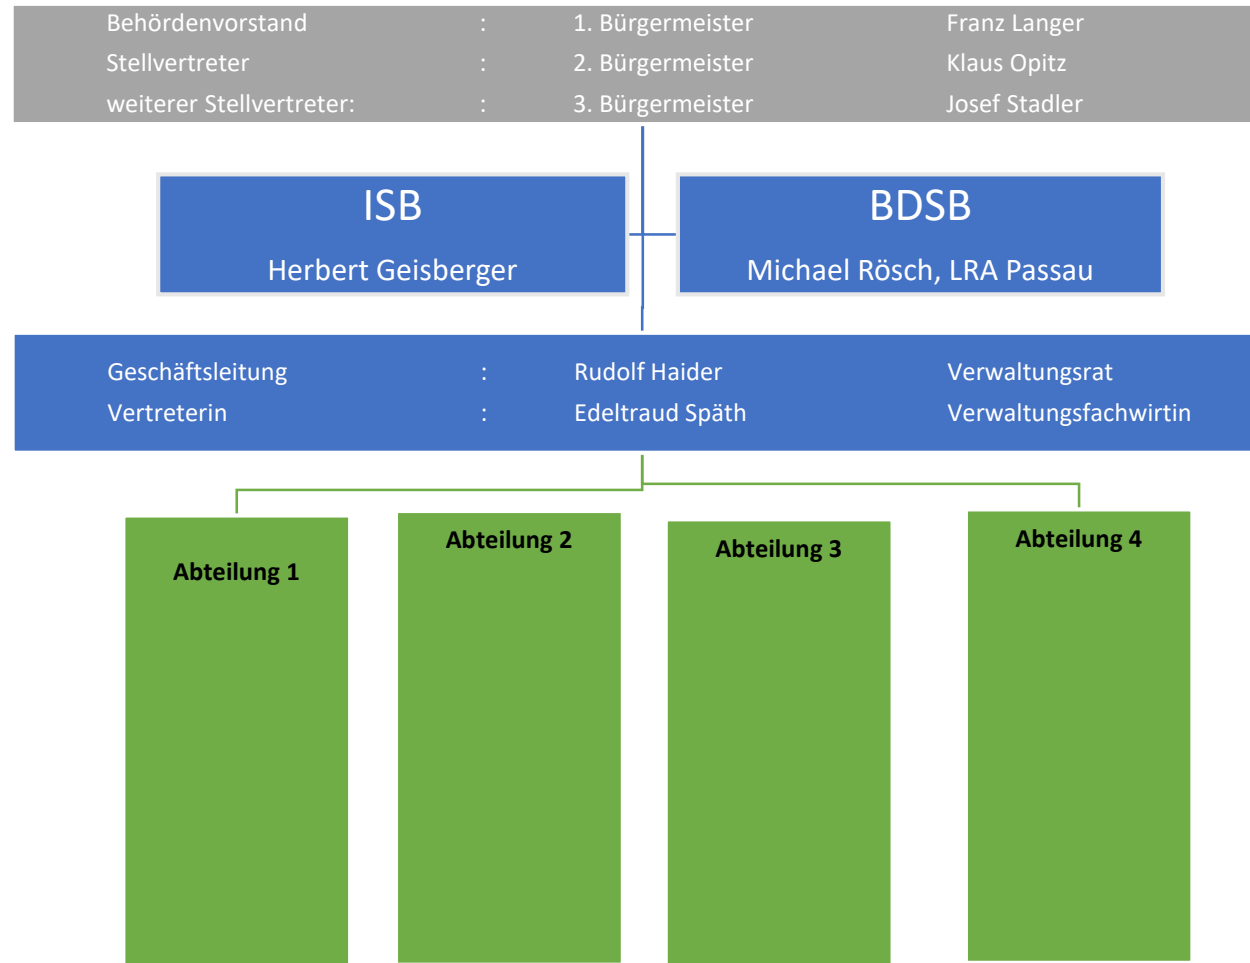 Behördenvorstand : 1. Bürgermeister Franz Langer
Stellvertreter : 2. Bürgermeister Klaus Opitz
weiterer Stellvertreter: : 3. Bürgermeister Josef Stadler
ISB
Herbert Geisberger
BDSB
Michael Rösch, LRA Passau
Geschäftsleitung : Rudolf Haider Verwaltungsrat
Vertreterin : Edeltraud Späth Verwaltungsfachwirtin
Abteilung 1
Abteilung 2
Abteilung 3
Abteilung 4